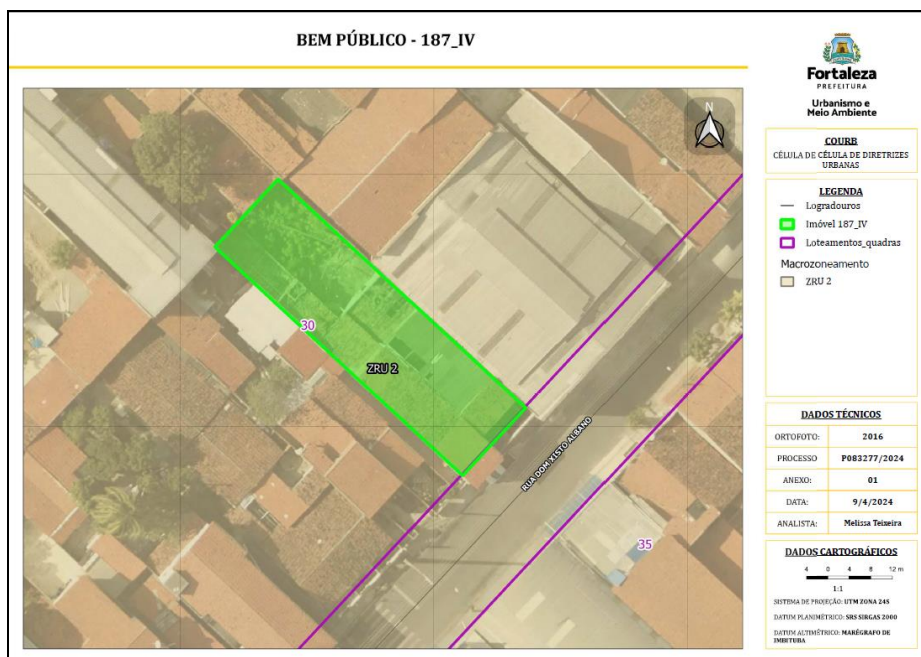 BEM PÚBLICO - 187_IV
Fortaleza
PREFEITURA
Urbanismo e
Meio Ambiente
N
COURB
CÉLULA DE CÉLULA DE DIRETRIZES
URBANAS
LEGENDA
Logradouros
Imóvel 187_IV
Loteamentos_quadras
Macrozoneamento
ZRU 2
30
ZRU 2
RUA DOM XISTO ALBANO
35
DADOS TÉCNICOS
ORTOFOTO: 2016
PROCESSO P083277/2024
ANEXO: 01
DATA: 9/4/2024
ANALISTA: Melissa Teixeira
DADOS CARTOGRÁFICOS
4 0 4 8 12 m
1:1
SISTEMA DE PROJEÇÃO: UTM ZONA 24S
DATUM PLANIMÉTRICO: SRS SIRGAS 2000
DATUM ALTIMÉTRICO: MARÉGRAFO DE
IMBITUBA